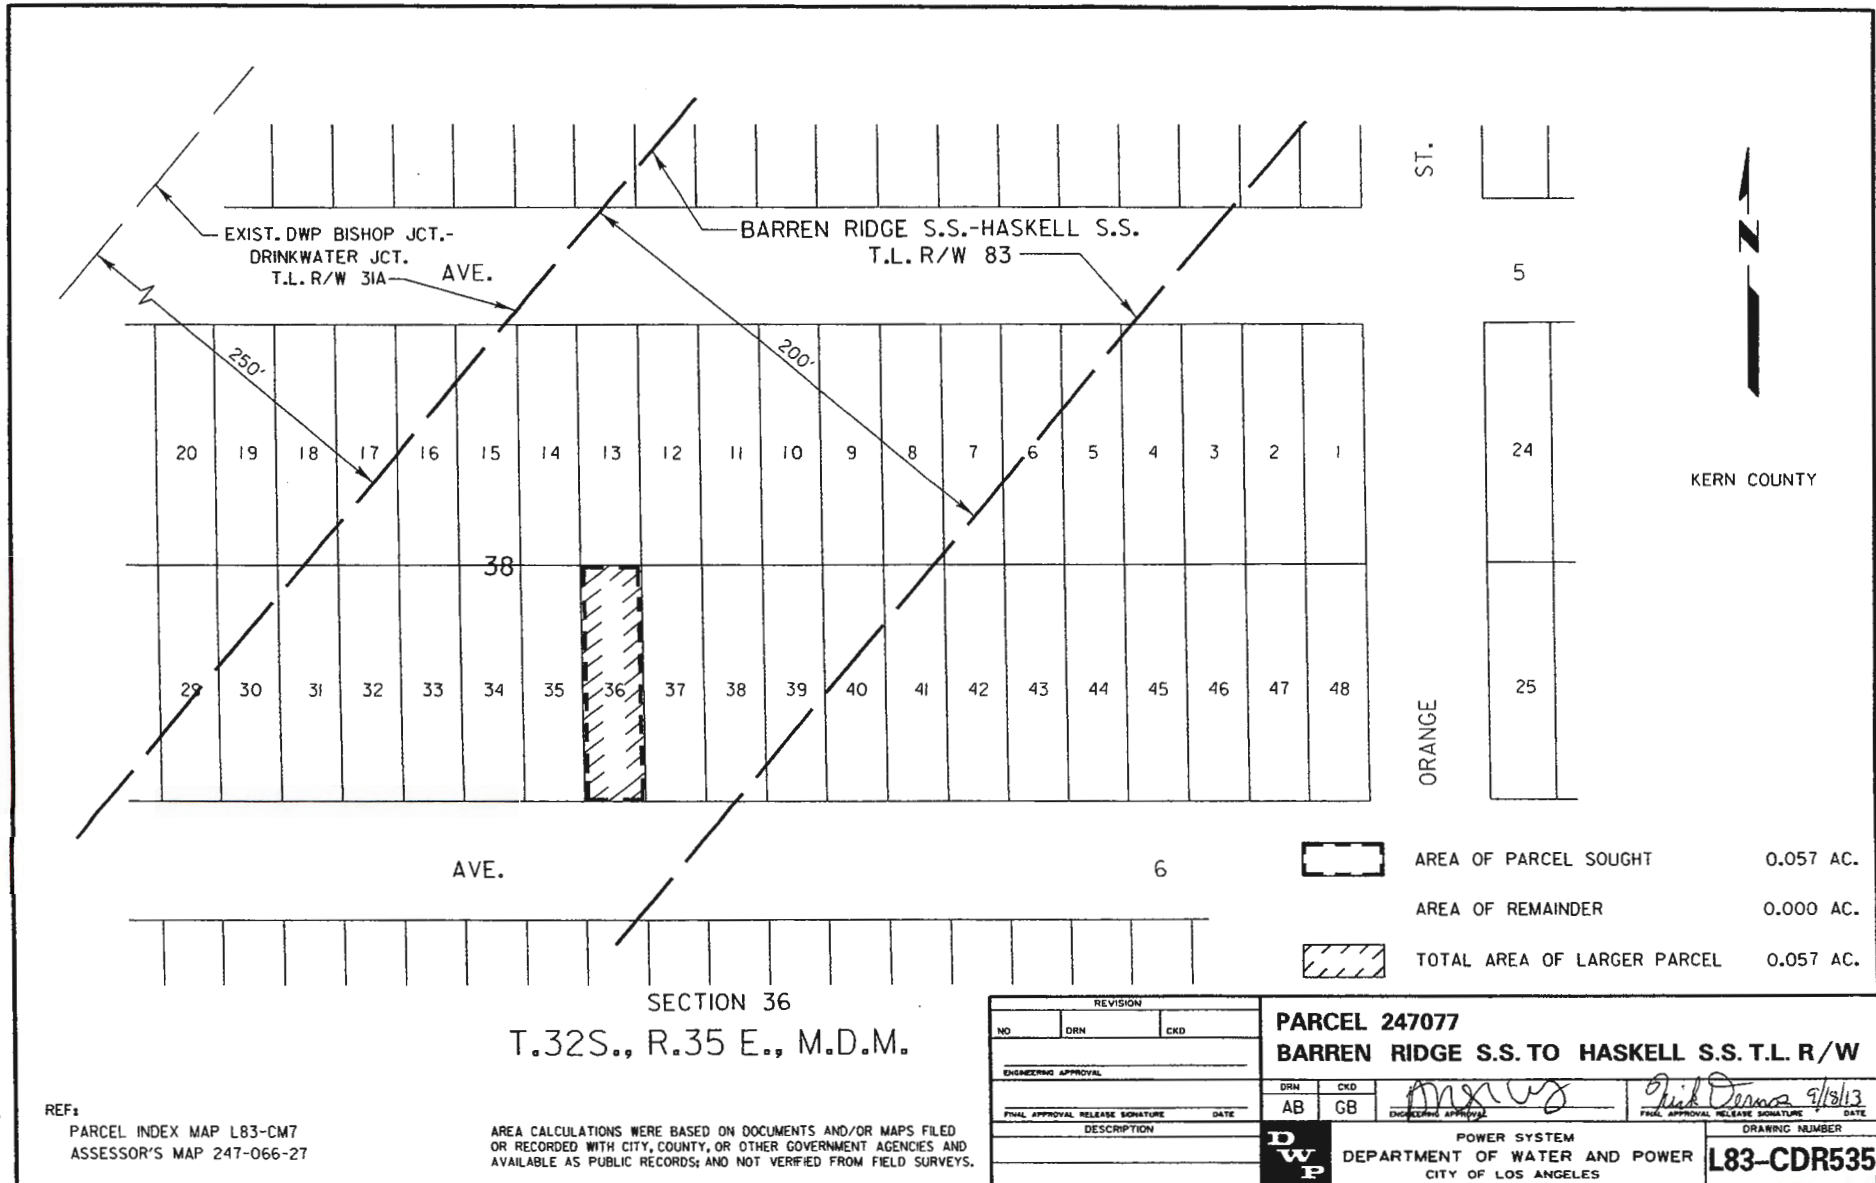 ST.
EXIST. DWP BISHOP JCT.-
DRINKWATER JCT.
T.L. R/W 31A
AVE.
BARREN RIDGE S.S.-HASKELL S.S.
T.L. R/W 83
5
N
250'
200'
20 19 18 17 16 15 14 13 12 11 10 9 8 7 6 5 4 3 2 1 24
KERN COUNTY
38
29 30 31 32 33 34 35 36 37 38 39 40 41 42 43 44 45 46 47 48 25
ORANGE
AVE.
6
AREA OF PARCEL SOUGHT 0.057 AC.
AREA OF REMAINDER 0.000 AC.
TOTAL AREA OF LARGER PARCEL 0.057 AC.
SECTION 36
T.32S., R.35 E., M.D.M.
REF:
PARCEL INDEX MAP L83-CM7
ASSESSOR'S MAP 247-066-27
AREA CALCULATIONS WERE BASED ON DOCUMENTS AND/OR MAPS FILED
OR RECORDED WITH CITY, COUNTY, OR OTHER GOVERNMENT AGENCIES AND
AVAILABLE AS PUBLIC RECORDS; AND NOT VERIFIED FROM FIELD SURVEYS.
REVISION
NO DRN CKD
ENGINEERING APPROVAL
FINAL APPROVAL RELEASE SIGNATURE DATE
DESCRIPTION
PARCEL 247077
BARREN RIDGE S.S. TO HASKELL S.S. T.L. R/W
DRN CKD
AB GB
9/18/13
ENGINEERING APPROVAL
FINAL APPROVAL RELEASE SIGNATURE DATE
DWP
POWER SYSTEM
DEPARTMENT OF WATER AND POWER
CITY OF LOS ANGELES
DRAWING NUMBER
L83-CDR535